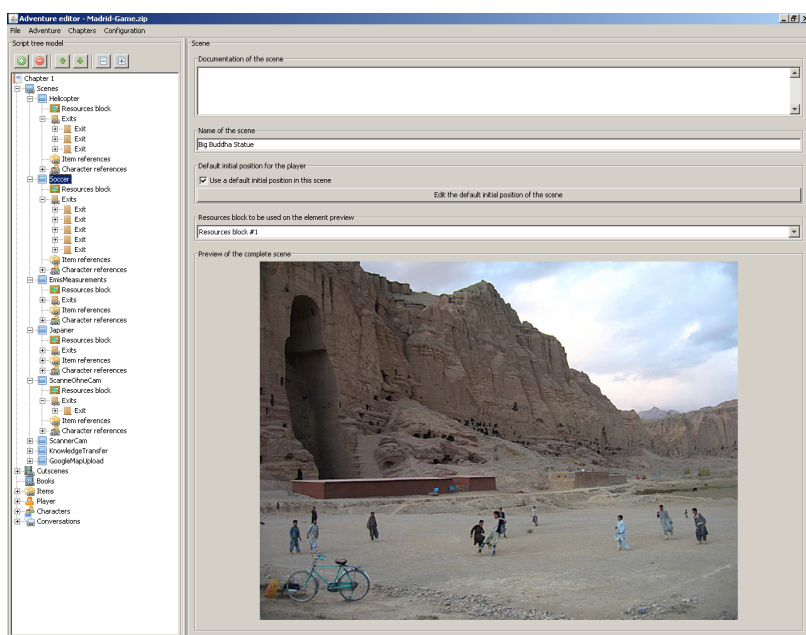 Adventure editor - Madrid-Game.zip
File Adventure Chapters Configuration
Script tree model
Chapter 1
Scenes
Helicopter
Resources block
Exits
Exit
Exit
Exit
Item references
Character references
Soccer
Resources block
Exits
Exit
Exit
Exit
Exit
Exit
Item references
Character references
EmisMeasurements
Resources block
Exits
Item references
Character references
Japaner
Resources block
Exits
Item references
Character references
ScanneOhneCam
Resources block
Exits
Exit
Item references
Character references
ScannerCam
KnowledgeTransfer
GoogleMapUpload
Cutscenes
Books
Items
Player
Characters
Conversations
Scene
Documentation of the scene
Name of the scene
Big Buddha Statue
Default initial position for the player
Use a default initial position in this scene
Edit the default initial position of the scene
Resources block to be used on the element preview
Resources block #1
Preview of the complete scene